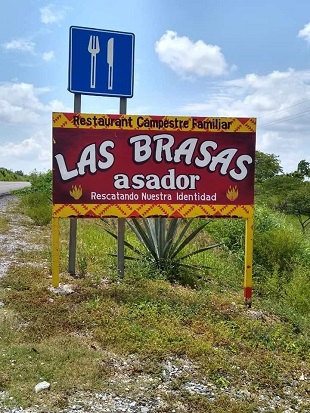 Restaurant Campestre Familiar
LAS BRASAS
asador
Rescatando Nuestra Identidad